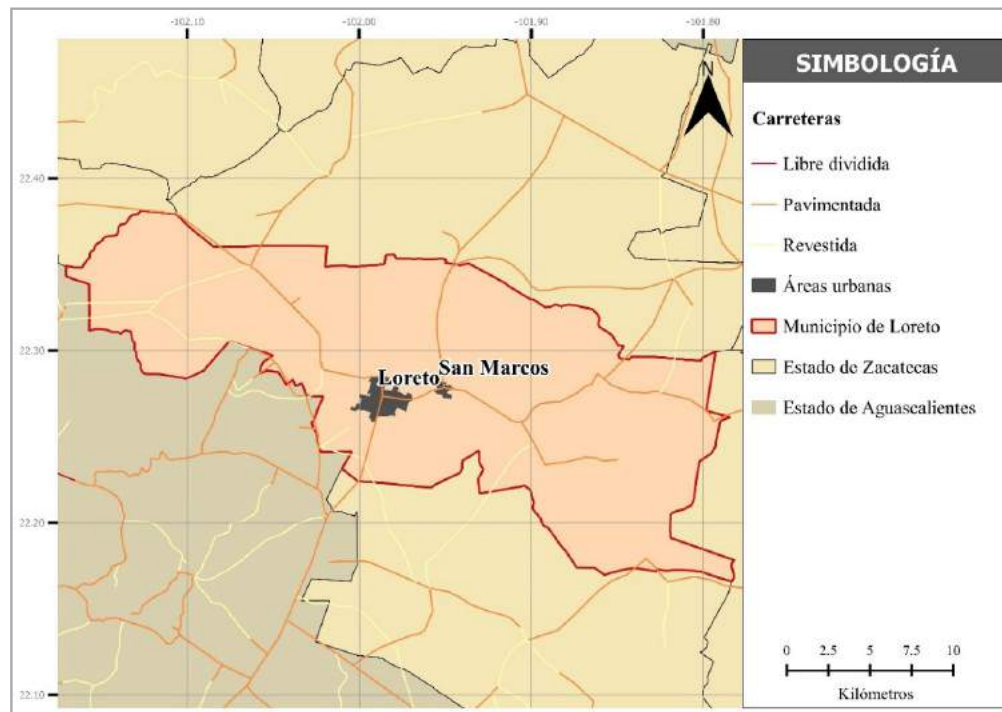 -102.10 -102.00 -101.90 -101.80
22.40
22.30
22.20
22.10
San Marcos
Loreto
N
SIMBOLOGÍA
Carreteras
Libre dividida
Pavimentada
Revestida
Áreas urbanas
Municipio de Loreto
Estado de Zacatecas
Estado de Aguascalientes
0 2.5 5 7.5 10
Kilómetros